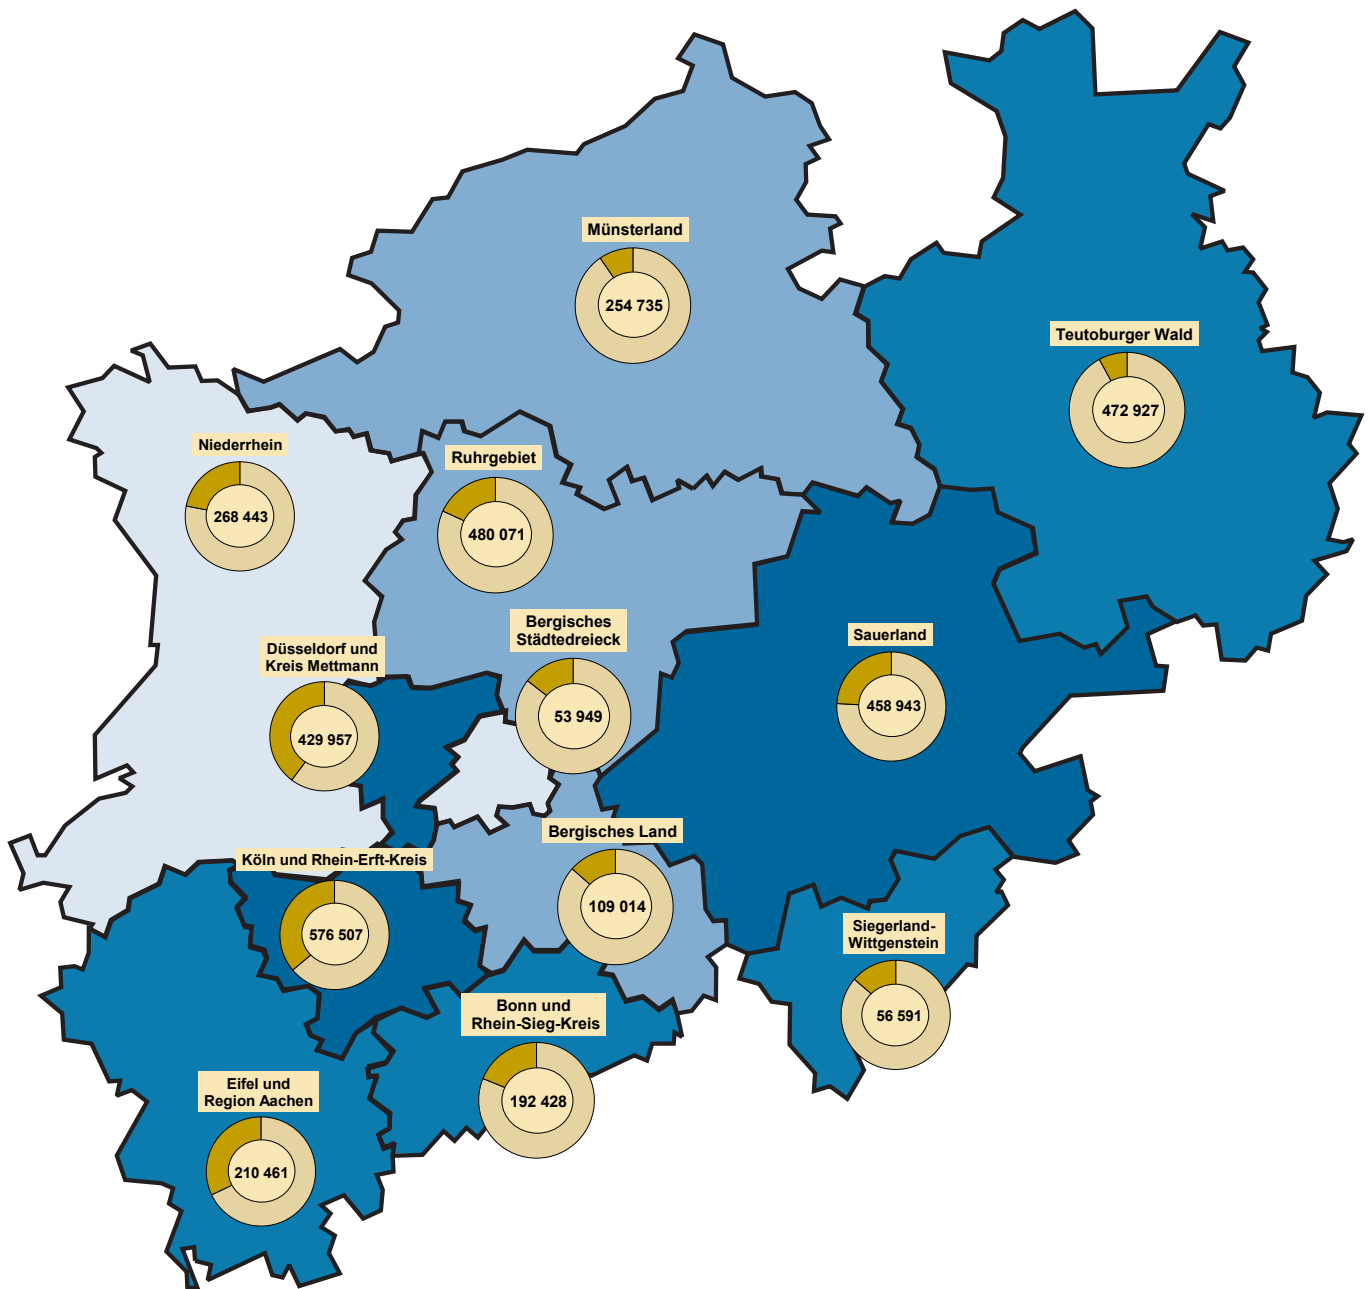 Münsterland
254 735
Teutoburger Wald
472 927
Niederrhein
268 443
Ruhrgebiet
480 071
Bergisches
Städtedreieck
53 949
Sauerland
458 943
Düsseldorf und
Kreis Mettmann
429 957
Bergisches Land
109 014
Köln und Rhein-Erft-Kreis
576 507
Siegerland-
Wittgenstein
56 591
Bonn und
Rhein-Sieg-Kreis
192 428
Eifel und
Region Aachen
210 461